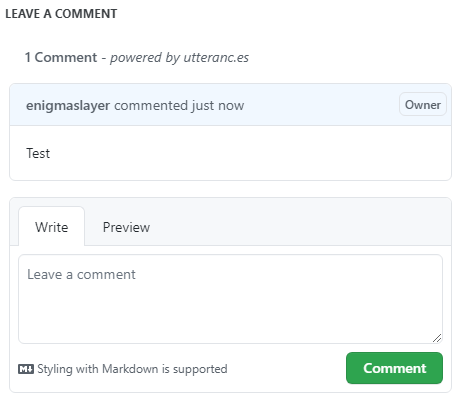 LEAVE A COMMENT
1 Comment - powered by utteranc.es
enigmaslayer commented just now Owner
Test
Write Preview
Leave a comment
M↓ Styling with Markdown is supported Comment